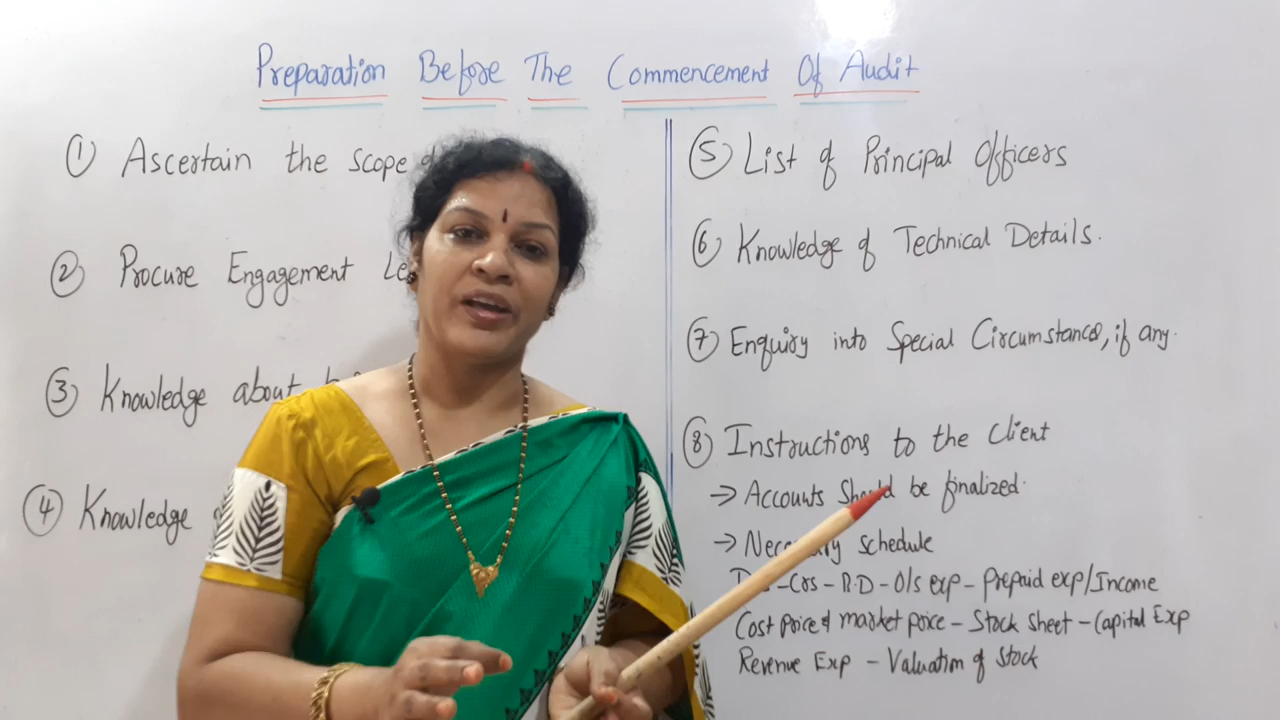 Preparation Before The Commencement Of Audit
① Ascertain the scope
② Procure Engagement
③ Knowledge about
④ Knowledge
⑤ List of Principal Officers
⑥ Knowledge of Technical Details.
⑦ Enquiry into Special Circumstances, if any.
⑧ Instructions to the Client
→ Accounts Should be finalized.
→ Necessary schedule
Crs - B.D - O/s exp - Prepaid exp/Income
Cost price & market price - Stock sheet - Capital Exp
Revenue Exp - Valuation of Stock